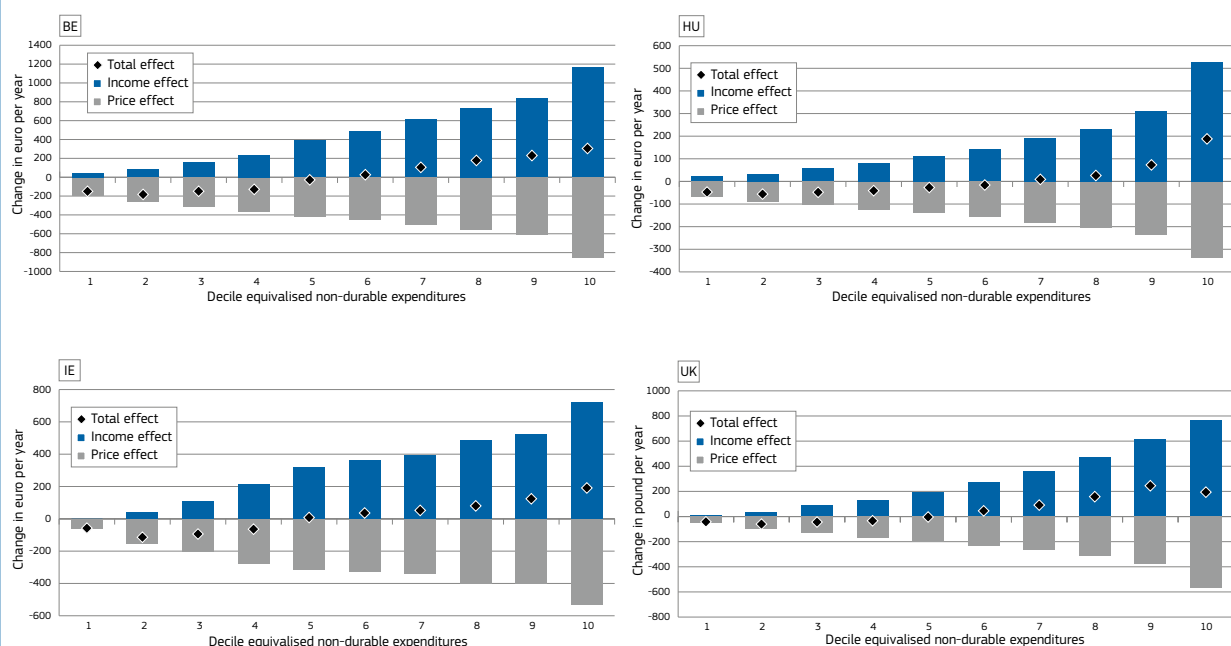 BE
Change in euro per year
1400
1200
1000
800
600
400
200
0
-200
-400
-600
-800
-1000
Total effect
Income effect
Price effect
1 2 3 4 5 6 7 8 9 10
Decile equivalised non-durable expenditures
HU
Change in euro per year
600
500
400
300
200
100
0
-100
-200
-300
-400
Total effect
Income effect
Price effect
1 2 3 4 5 6 7 8 9 10
Decile equivalised non-durable expenditures
IE
Change in euro per year
800
600
400
200
0
-200
-400
-600
Total effect
Income effect
Price effect
1 2 3 4 5 6 7 8 9 10
Decile equivalised non-durable expenditures
UK
Change in pound per year
1000
800
600
400
200
0
-200
-400
-600
-800
Total effect
Income effect
Price effect
1 2 3 4 5 6 7 8 9 10
Decile equivalised non-durable expenditures